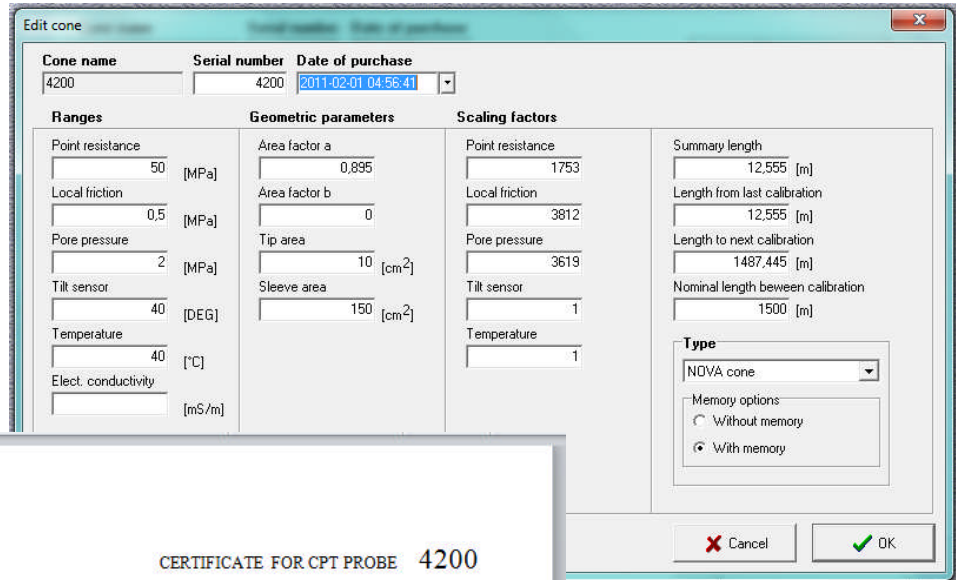 Edit cone
Cone name Serial number Date of purchase
4200 4200 2011-02-01 04:56:41
Ranges
Point resistance
50 [MPa]
Local friction
0,5 [MPa]
Pore pressure
2 [MPa]
Tilt sensor
40 [DEG]
Temperature
40 [°C]
Elect. conductivity
[mS/m]
Geometric parameters
Area factor a
0,895
Area factor b
0
Tip area
10 [cm2]
Sleeve area
150 [cm2]
Scaling factors
Point resistance
1753
Local friction
3812
Pore pressure
3619
Tilt sensor
1
Temperature
1
Summary length
12,555 [m]
Length from last calibration
12,555 [m]
Length to next calibration
1487,445 [m]
Nominal length beween calibration
1500 [m]
Type
NOVA cone
Memory options
Without memory
With memory
Cancel OK
CERTIFICATE FOR CPT PROBE 4200